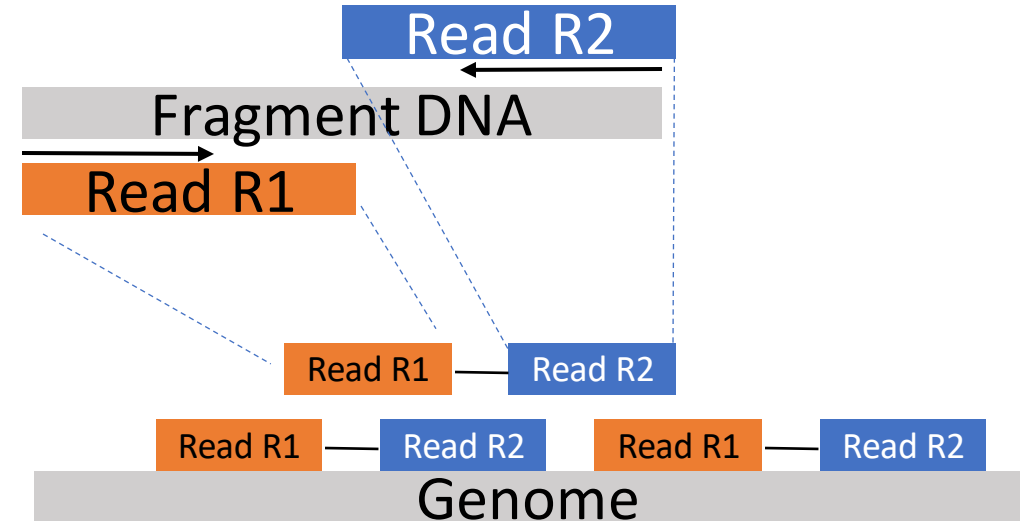 Read R2
Fragment DNA
Read R1
Read R1 Read R2
Read R1 Read R2 Read R1 Read R2
Genome